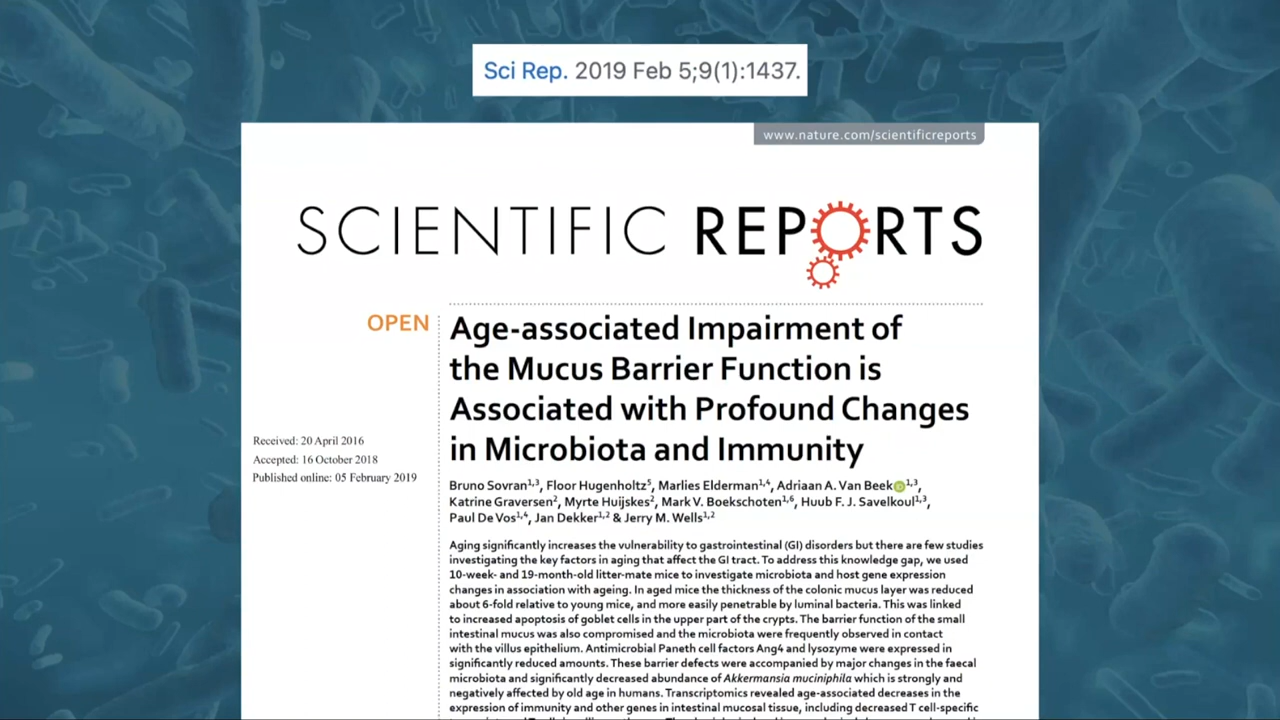 Sci Rep. 2019 Feb 5;9(1):1437.
www.nature.com/scientificreports
SCIENTIFIC REPORTS
OPEN
Age-associated Impairment of
the Mucus Barrier Function is
Associated with Profound Changes
in Microbiota and Immunity
Received: 20 April 2016
Accepted: 16 October 2018
Published online: 05 February 2019
Bruno Sovran1,3, Floor Hugenholtz5, Marlies Elderman1,4, Adriaan A. Van Beek1,3,
Katrine Graversen2, Myrte Huijskes2, Mark V. Boekschoten1,6, Huub F. J. Savelkoul1,3,
Paul De Vos1,4, Jan Dekker1,2 & Jerry M. Wells1,2
Aging significantly increases the vulnerability to gastrointestinal (GI) disorders but there are few studies
investigating the key factors in aging that affect the GI tract. To address this knowledge gap, we used
10-week- and 19-month-old litter-mate mice to investigate microbiota and host gene expression
changes in association with ageing. In aged mice the thickness of the colonic mucus layer was reduced
about 6-fold relative to young mice, and more easily penetrable by luminal bacteria. This was linked
to increased apoptosis of goblet cells in the upper part of the crypts. The barrier function of the small
intestinal mucus was also compromised and the microbiota were frequently observed in contact
with the villus epithelium. Antimicrobial Paneth cell factors Ang4 and lysozyme were expressed in
significantly reduced amounts. These barrier defects were accompanied by major changes in the faecal
microbiota and significantly decreased abundance of Akkermansia muciniphila which is strongly and
negatively affected by old age in humans. Transcriptomics revealed age-associated decreases in the
expression of immunity and other genes in intestinal mucosal tissue, including decreased T cell-specific